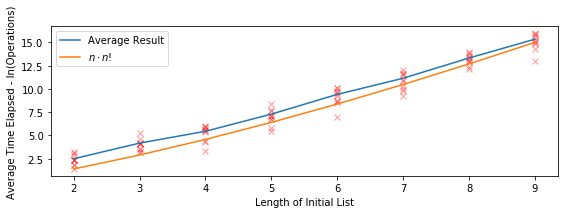 Average Time Elapsed - ln(Operations)
15.0
12.5
10.0
7.5
5.0
2.5
Average Result
n · n!
2 3 4 5 6 7 8 9
Length of Initial List